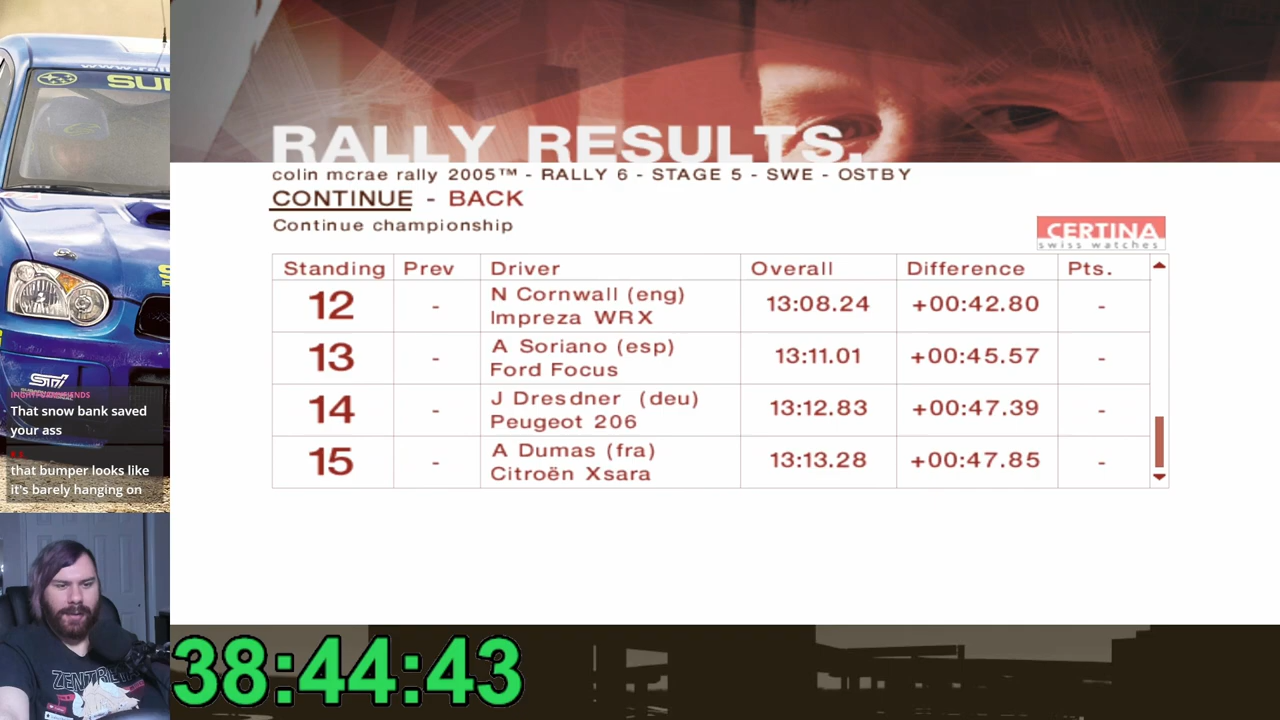 RALLY RESULTS.
colin mcrae rally 2005™ - RALLY 6 - STAGE 5 - SWE - OSTBY
CONTINUE - BACK
Continue championship
CERTINA
swiss watches
Standing Prev Driver Overall Difference Pts.
12 - N Cornwall (eng) Impreza WRX 13:08.24 +00:42.80 -
13 - A Soriano (esp) Ford Focus 13:11.01 +00:45.57 -
14 - J Dresdner (deu) Peugeot 206 13:12.83 +00:47.39 -
15 - A Dumas (fra) Citroën Xsara 13:13.28 +00:47.85 -
SU
STi
That snow bank saved
your ass
that bumper looks like
it's barely hanging on
38:44:43